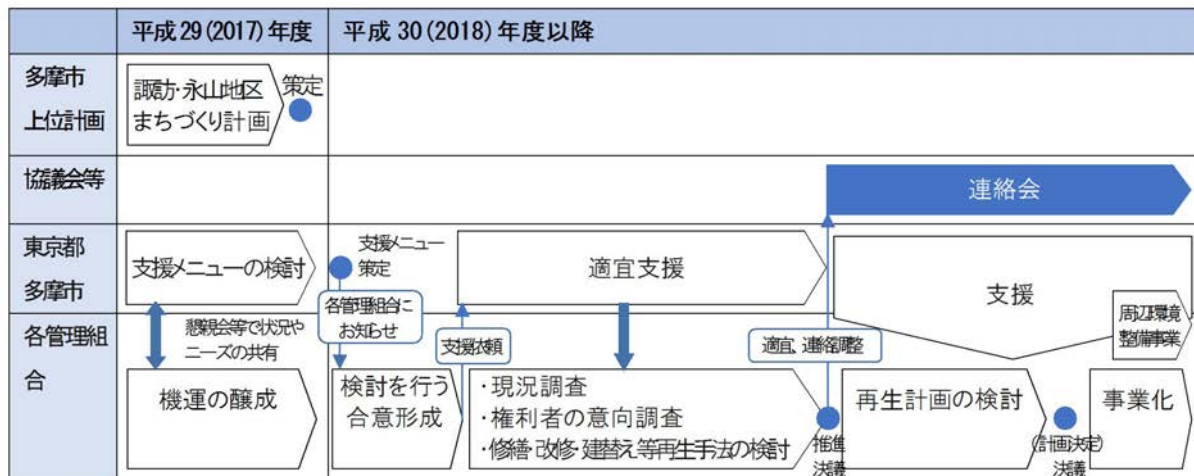 平成29(2017)年度
平成30(2018)年度以降
多摩市
上位計画
諏訪・永山地区
まちづくり計画
策定
協議会等
連絡会
東京都
多摩市
支援メニューの検討
支援メニュー
策定
適宜支援
支援
周辺環境
整備事業
各管理組合に
お知らせ
懇親会等で状況や
ニーズの共有
支援依頼
適宜、連絡調整
各管理組
合
機運の醸成
検討を行う
合意形成
・現況調査
・権利者の意向調査
・修繕・改修・建替え等再生手法の検討
推進
決議
再生計画の検討
(計画決定)
決議
事業化